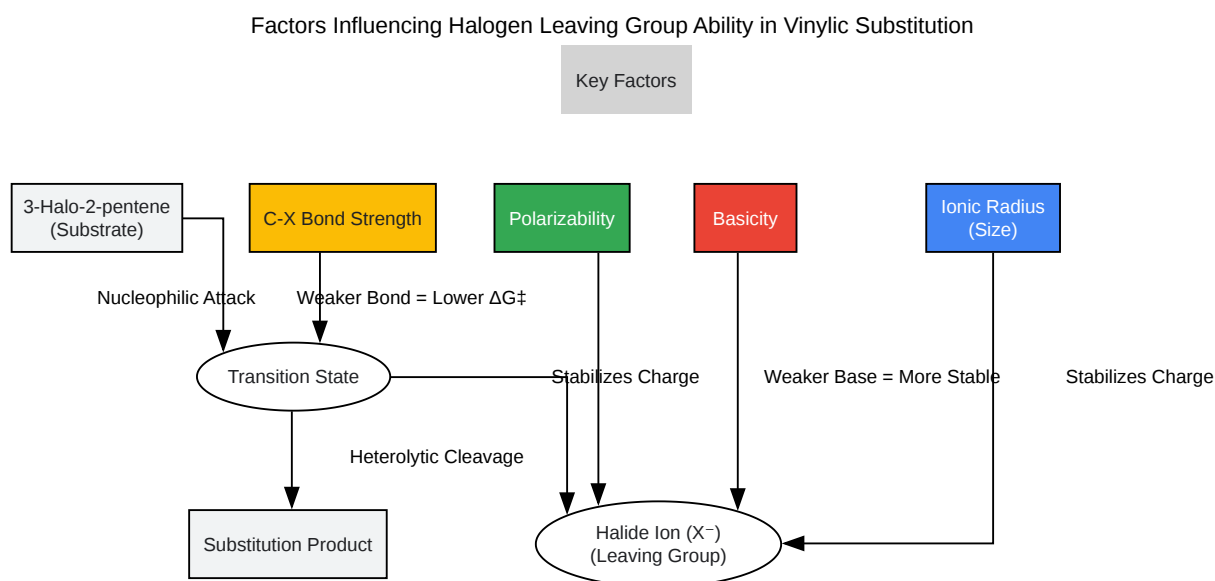 Factors Influencing Halogen Leaving Group Ability in Vinylic Substitution
Key Factors
3-Halo-2-pentene
(Substrate)
C-X Bond Strength
Polarizability
Basicity
Ionic Radius
(Size)
Nucleophilic Attack
Weaker Bond = Lower ΔG‡
Transition State
Stabilizes Charge
Weaker Base = More Stable
Stabilizes Charge
Heterolytic Cleavage
Substitution Product
Halide Ion (X⁻)
(Leaving Group)